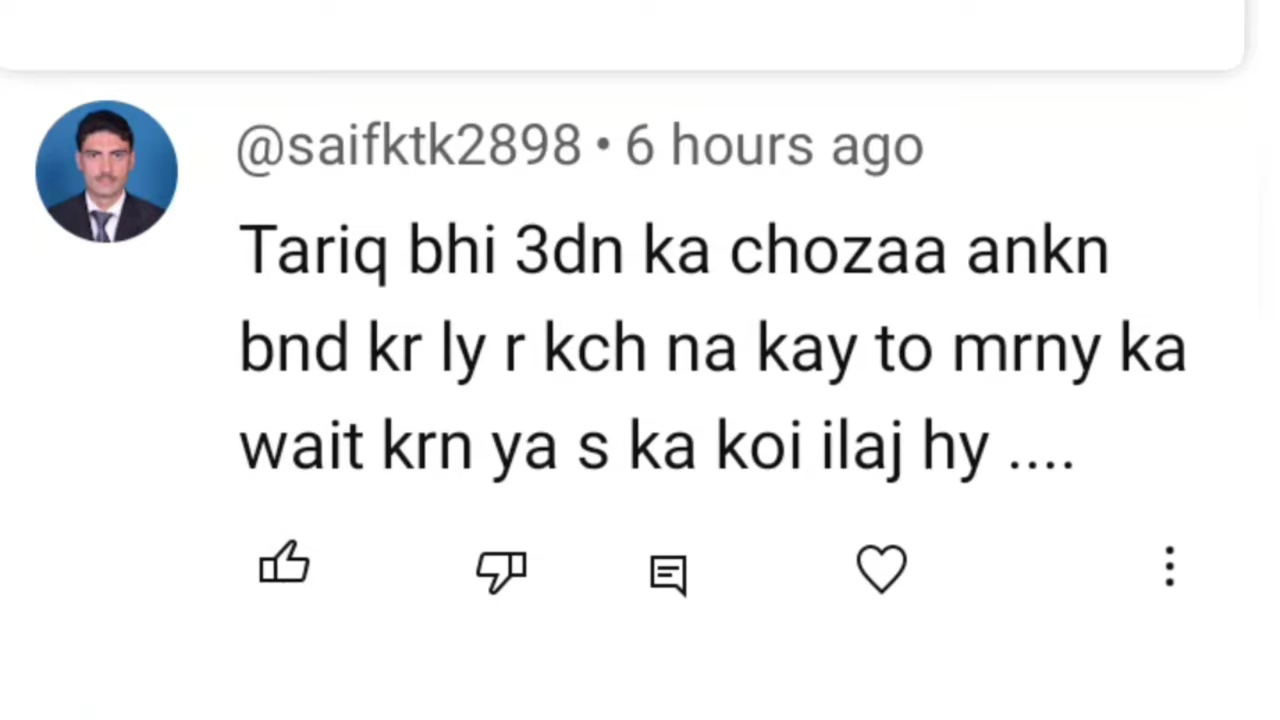 @saifktk2898 • 6 hours ago
Tariq bhi 3dn ka chozaa ankn
bnd kr ly r kch na kay to mrny ka
wait krn ya s ka koi ilaj hy ....